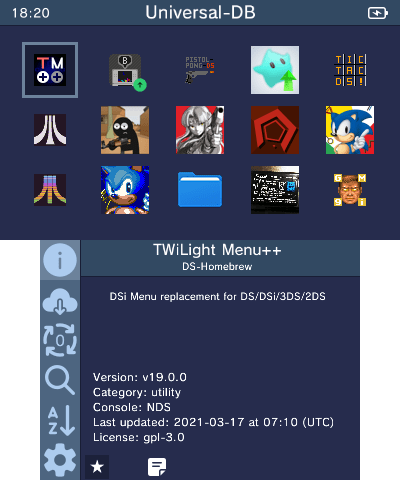 18:20 Universal-DB
TM
B
PISTOL
PONG DS
TIC
TAC
DS!
G M
TWiLight Menu++
DS-Homebrew
DSi Menu replacement for DS/DSi/3DS/2DS
0
A
Z
Version: v19.0.0
Category: utility
Console: NDS
Last updated: 2021-03-17 at 07:10 (UTC)
License: gpl-3.0